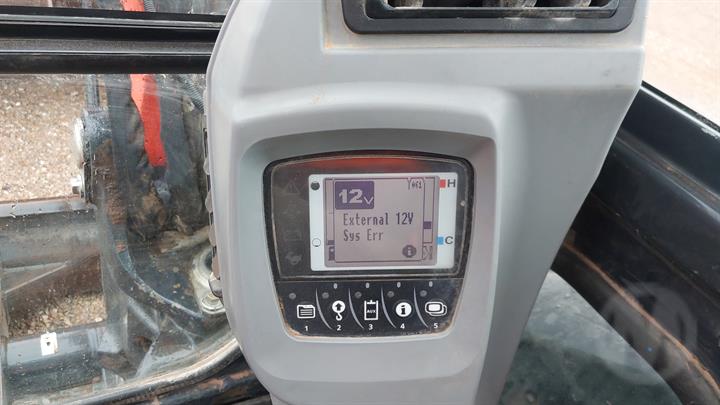 12V
External 12V
Sys Err
H
C
AUX
1 2 3 4 5